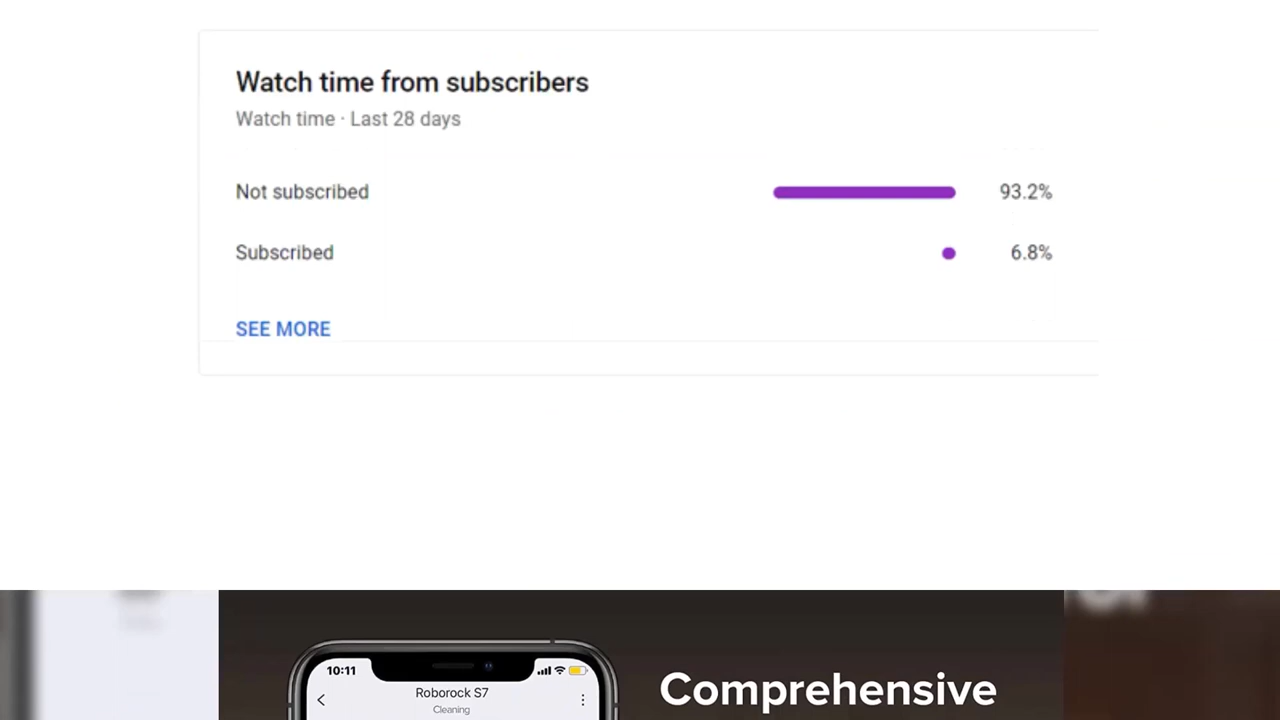 Watch time from subscribers
Watch time · Last 28 days
Not subscribed 93.2%
Subscribed 6.8%
SEE MORE
10:11
Roborock S7
Cleaning
Comprehensive